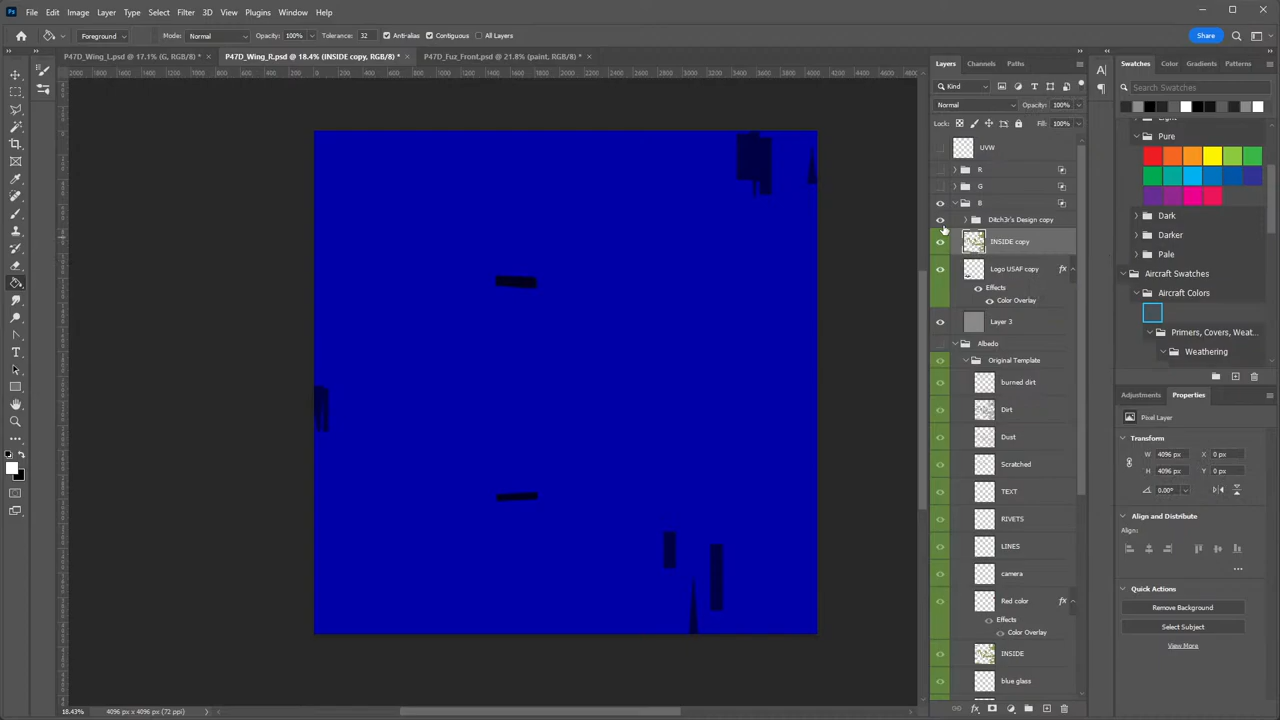 Ps File Edit Image Layer Type Select Filter 3D View Plugins Window Help
Foreground Mode: Normal Opacity: 100% Tolerance: 32 Anti-alias Contiguous All Layers Share
P47D_Wing_L.psd @ 17.1% (G, RGB/8) * × P47D_Wing_R.psd @ 18.4% (INSIDE copy, RGB/8) * × P47D_Fuz_Front.psd @ 21.8% (paint, RGB/8) * ×
Layers Channels Paths
Kind
Normal Opacity: 100%
Lock: Fill: 100%
UVW
R
G
B
Ditch3r's Design copy
INSIDE copy
Logo USAF copy fx
Effects
Color Overlay
Layer 3
Albedo
Original Template
burned dirt
Dirt
Dust
Scratched
TEXT
RIVETS
LINES
camera
Red color fx
Effects
Color Overlay
INSIDE
blue glass
Swatches Color Gradients Patterns
Search Swatches
Light
Pure
Dark
Darker
Pale
Aircraft Swatches
Aircraft Colors
Primers, Covers, Weat...
Weathering
Adjustments Properties
Pixel Layer
Transform
W 4096 px X 0 px
H 4096 px Y 0 px
0.00°
Align and Distribute
Align:
...
Quick Actions
Remove Background
Select Subject
View More
18.43% 4096 px x 4096 px (72 ppi)